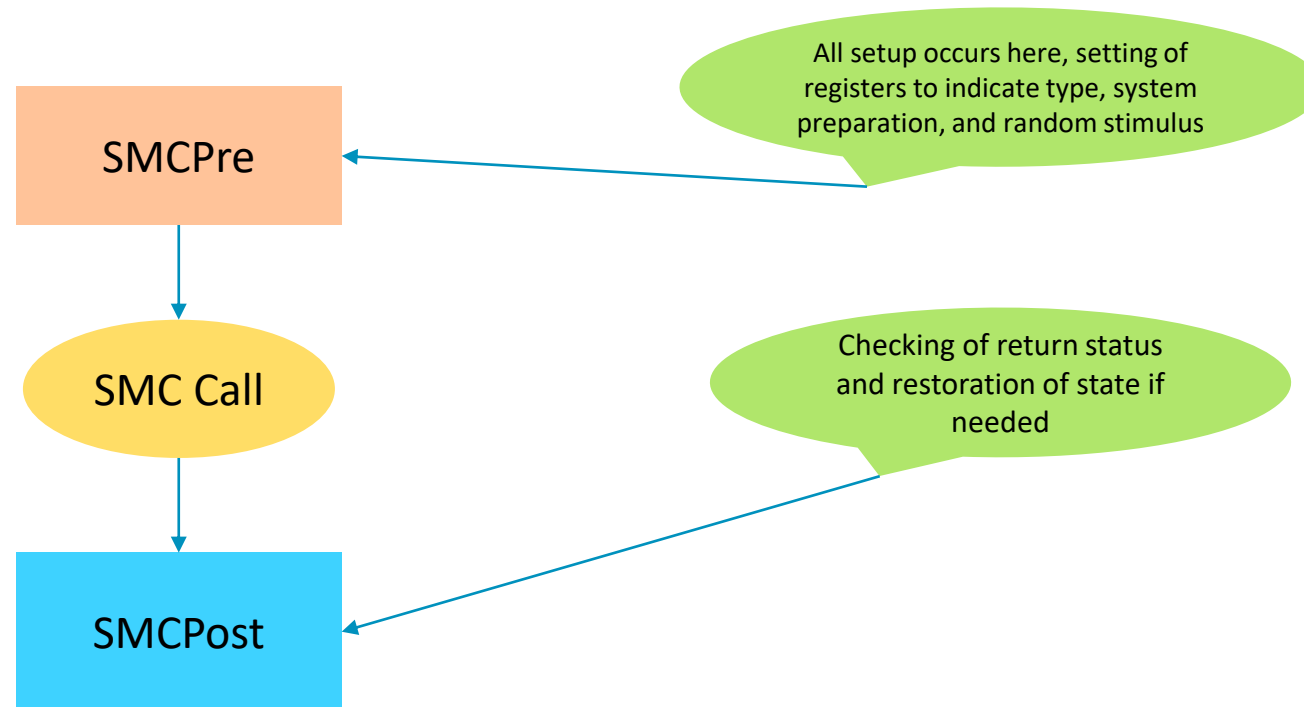 All setup occurs here, setting of
registers to indicate type, system
preparation, and random stimulus
SMCPre
SMC Call
Checking of return status
and restoration of state if
needed
SMCPost